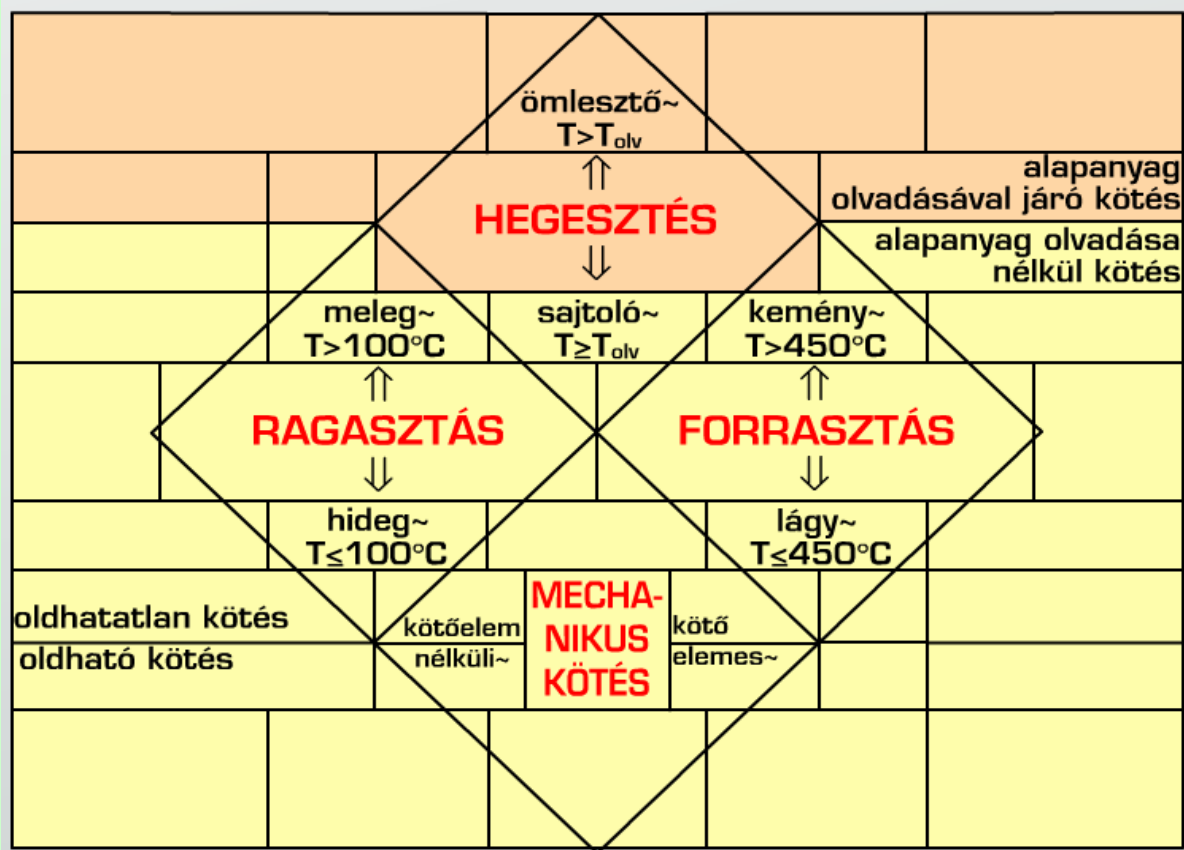 ömlesztő~
T>Tolv
⇑
HEGESZTÉS
⇓
alapanyag
olvadásával járó kötés
alapanyag olvadása
nélkül kötés
meleg~
T>100°C
sajtoló~
T≥Tolv
kemény~
T>450°C
⇑
RAGASZTÁS
⇓
⇑
FORRASZTÁS
⇓
hideg~
T≤100°C
lágy~
T≤450°C
oldhatatlan kötés
oldható kötés
kötőelem
nélküli~
MECHA-
NIKUS
KÖTÉS
kötő
elemes~